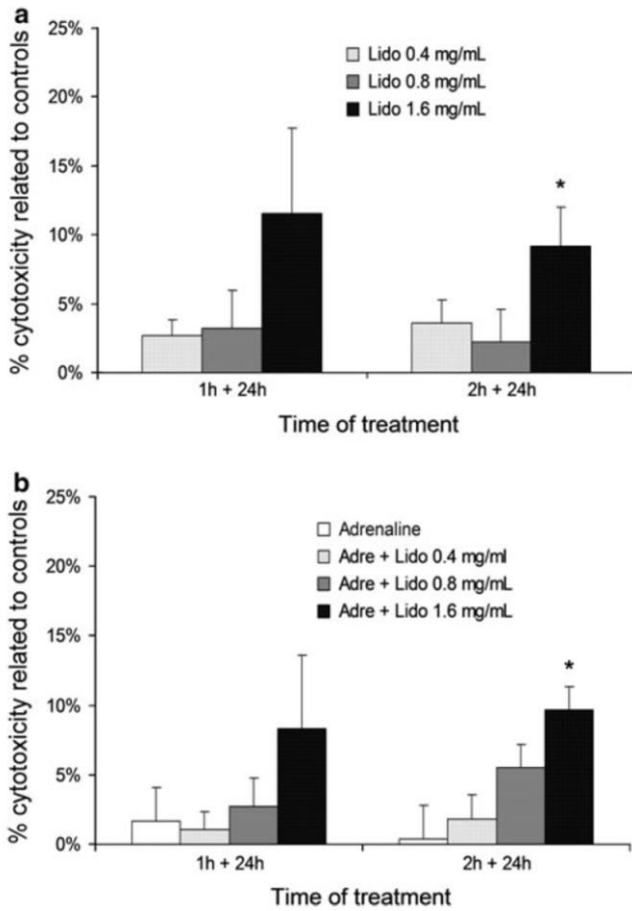 a
% cytotoxicity related to controls
25%
20%
15%
10%
5%
0%
Lido 0.4 mg/mL
Lido 0.8 mg/mL
Lido 1.6 mg/mL
*
1h + 24h 2h + 24h
Time of treatment
b
% cytotoxicity related to controls
25%
20%
15%
10%
5%
0%
Adrenaline
Adre + Lido 0.4 mg/ml
Adre + Lido 0.8 mg/mL
Adre + Lido 1.6 mg/mL
*
1h + 24h 2h + 24h
Time of treatment